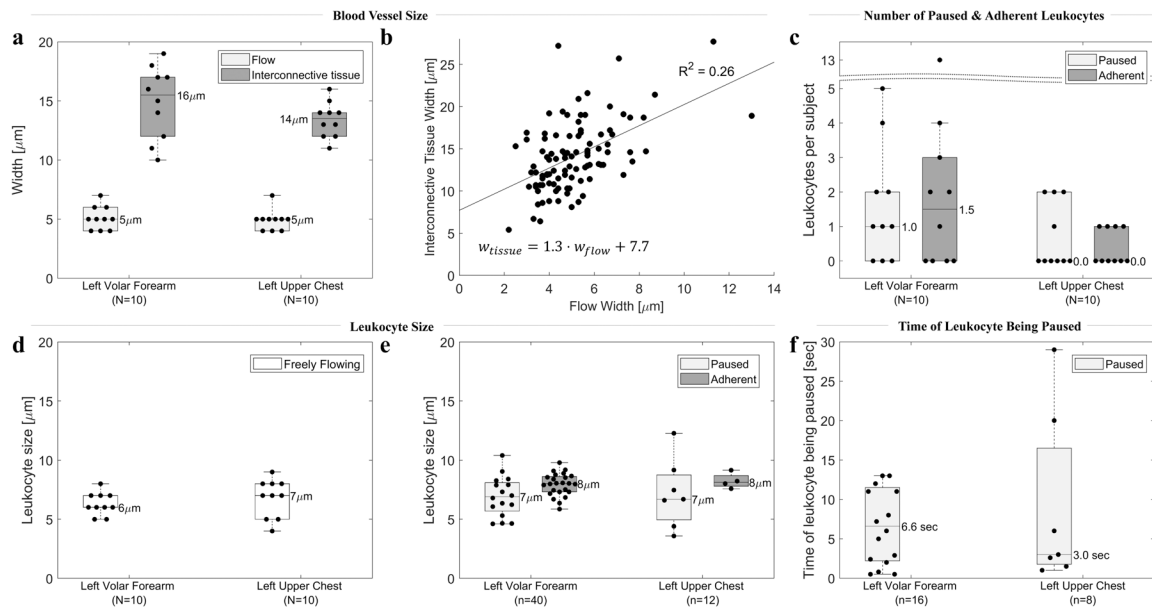 Blood Vessel Size
Number of Paused & Adherent Leukocytes
a
20
15
10
5
0
Width [μm]
Flow
Interconnective tissue
16μm
14μm
5μm
5μm
Left Volar Forearm
(N=10)
Left Upper Chest
(N=10)
b
25
20
15
10
5
0
Interconnective Tissue Width [μm]
R² = 0.26
w_tissue = 1.3 · w_flow + 7.7
0 2 4 6 8 10 12 14
Flow Width [μm]
c
13
5
4
3
2
1
0
Leukocytes per subject
Paused
Adherent
1.0
1.5
0.0
0.0
Left Volar Forearm
(N=10)
Left Upper Chest
(N=10)
Leukocyte Size
Time of Leukocyte Being Paused
d
20
15
10
5
0
Leukocyte size [μm]
Freely Flowing
6μm
7μm
Left Volar Forearm
(N=10)
Left Upper Chest
(N=10)
e
20
15
10
5
0
Leukocyte size [μm]
Paused
Adherent
7μm
8μm
7μm
8μm
Left Volar Forearm
(n=40)
Left Upper Chest
(n=12)
f
30
25
20
15
10
5
0
Time of leukocyte being paused [sec]
Paused
6.6 sec
3.0 sec
Left Volar Forearm
(n=16)
Left Upper Chest
(n=8)